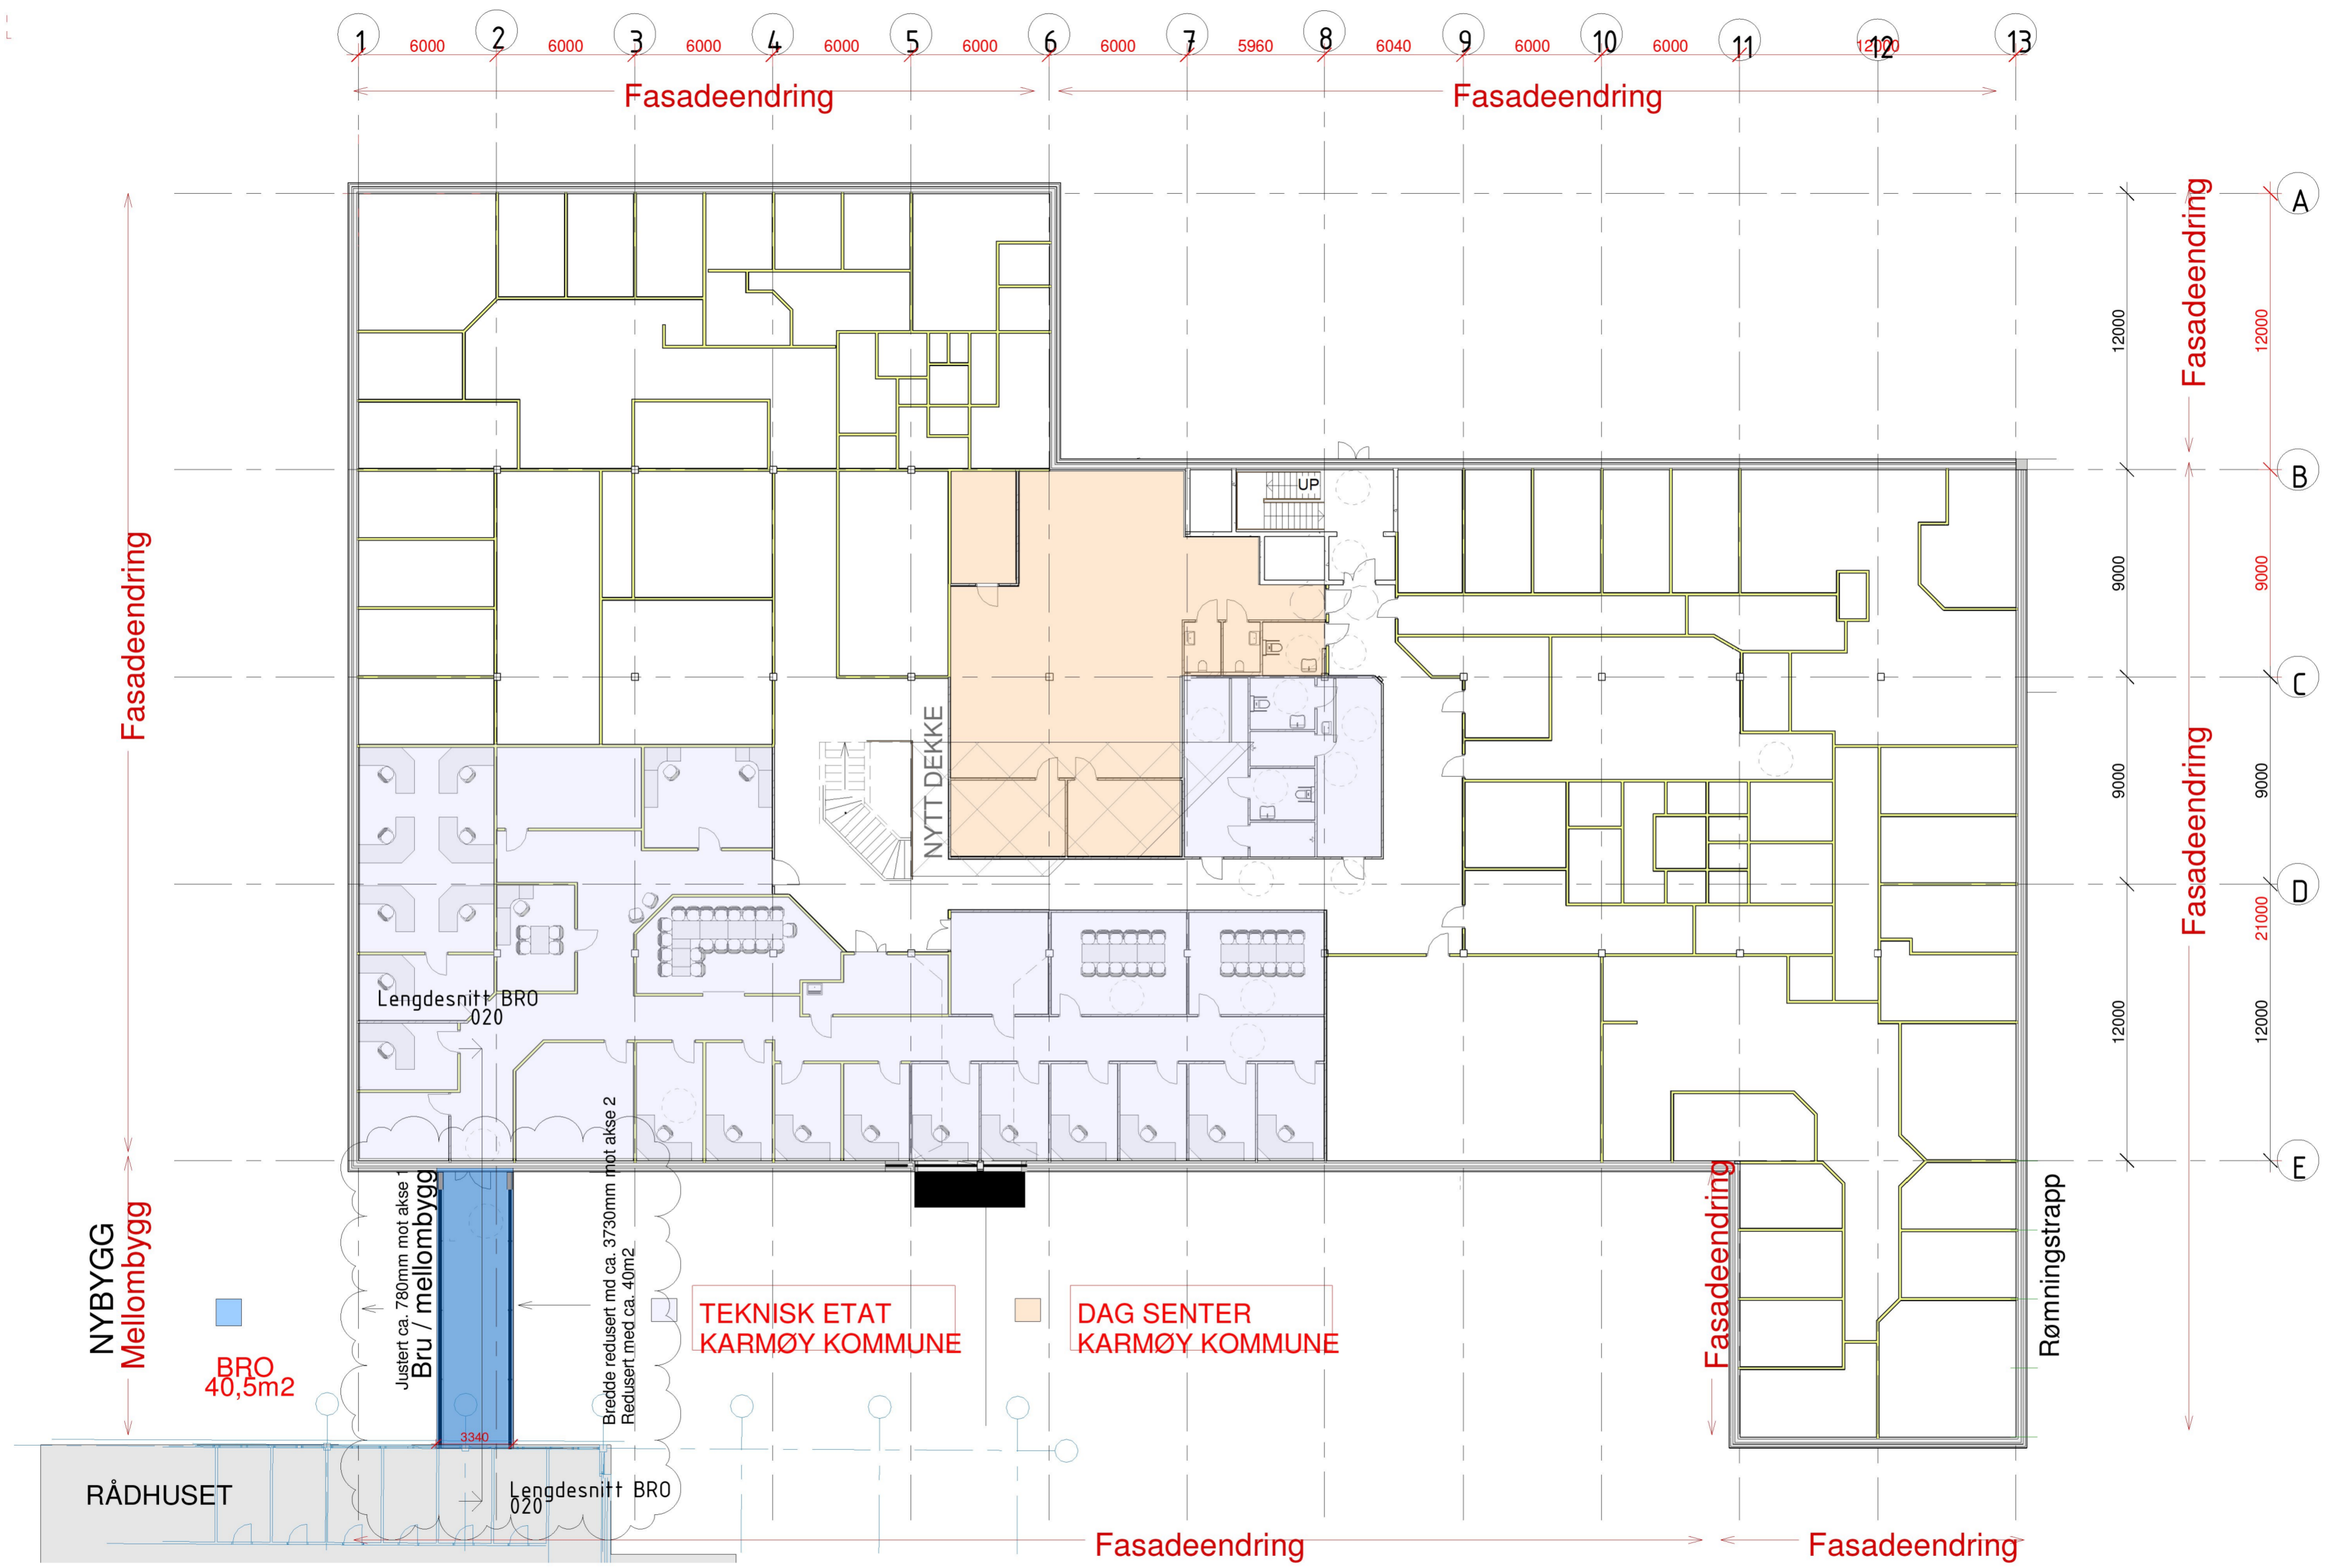 1 2 3 4 5 6 7 8 9 10 11 12 13
6000 6000 6000 6000 6000 6000 5960 6040 6000 6000 12000
Fasadeendring
Fasadeendring
A
B
C
D
E
12000
9000
9000
12000
12000
9000
9000
21000
12000
Fasadeendring
Fasadeendring
Fasadeendring
UP
NYTT DEKKE
Lengdesnitt BRO
020
NYBYGG
Mellombygg
BRO
40,5m2
Justert ca. 780mm mot akse 1
Bru / mellombygg
Bredde redusert md ca. 3730mm mot akse 2
Redusert med ca. 40m2
TEKNISK ETAT
KARMØY KOMMUNE
DAG SENTER
KARMØY KOMMUNE
Fasadeendring
Rømningstrapp
3340
RÅDHUSET
Lengdesnitt BRO
020
Fasadeendring
Fasadeendring